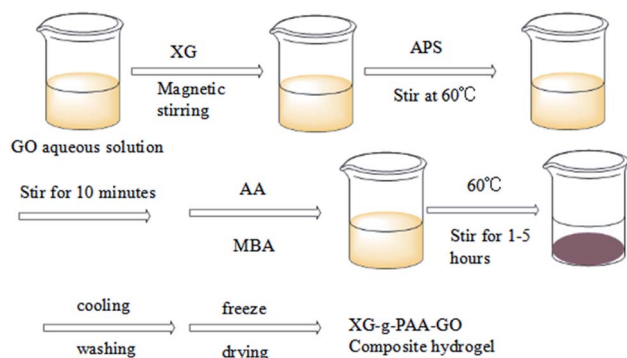 XG
Magnetic
stirring
APS
Stir at 60℃
GO aqueous solution
Stir for 10 minutes
AA
MBA
60℃
Stir for 1-5
hours
cooling
washing
freeze
drying
XG-g-PAA-GO
Composite hydrogel